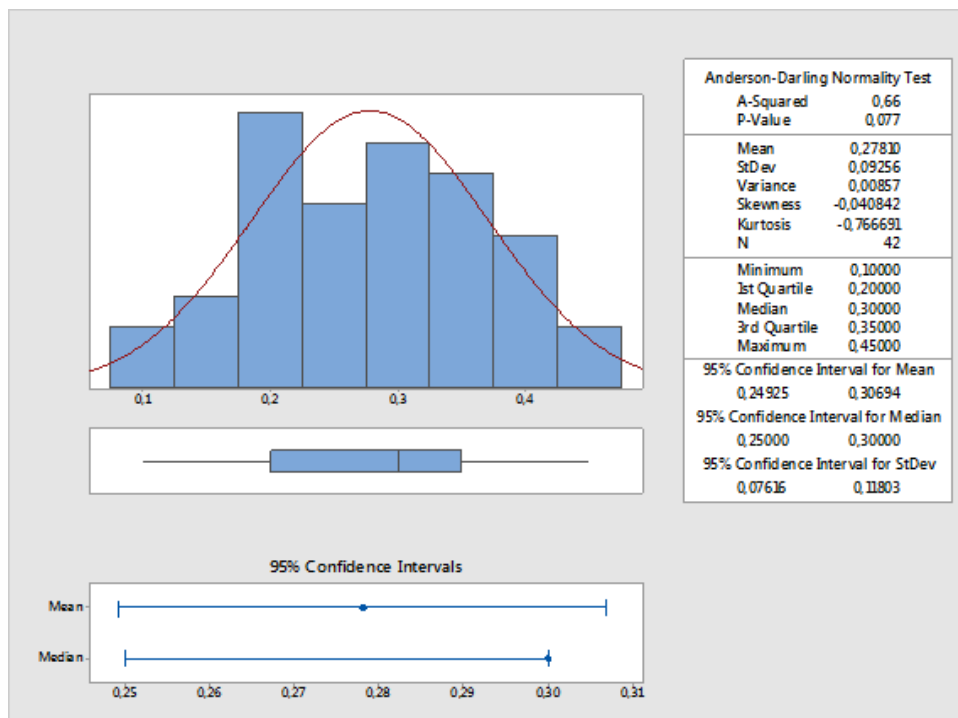 Anderson-Darling Normality Test
A-Squared 0,66
P-Value 0,077
Mean 0,27810
StDev 0,09256
Variance 0,00857
Skewness -0,040842
Kurtosis -0,766691
N 42
Minimum 0,10000
1st Quartile 0,20000
Median 0,30000
3rd Quartile 0,35000
Maximum 0,45000
95% Confidence Interval for Mean
0,24925 0,30694
95% Confidence Interval for Median
0,25000 0,30000
95% Confidence Interval for StDev
0,07616 0,11803
0,1 0,2 0,3 0,4
95% Confidence Intervals
Mean
Median
0,25 0,26 0,27 0,28 0,29 0,30 0,31